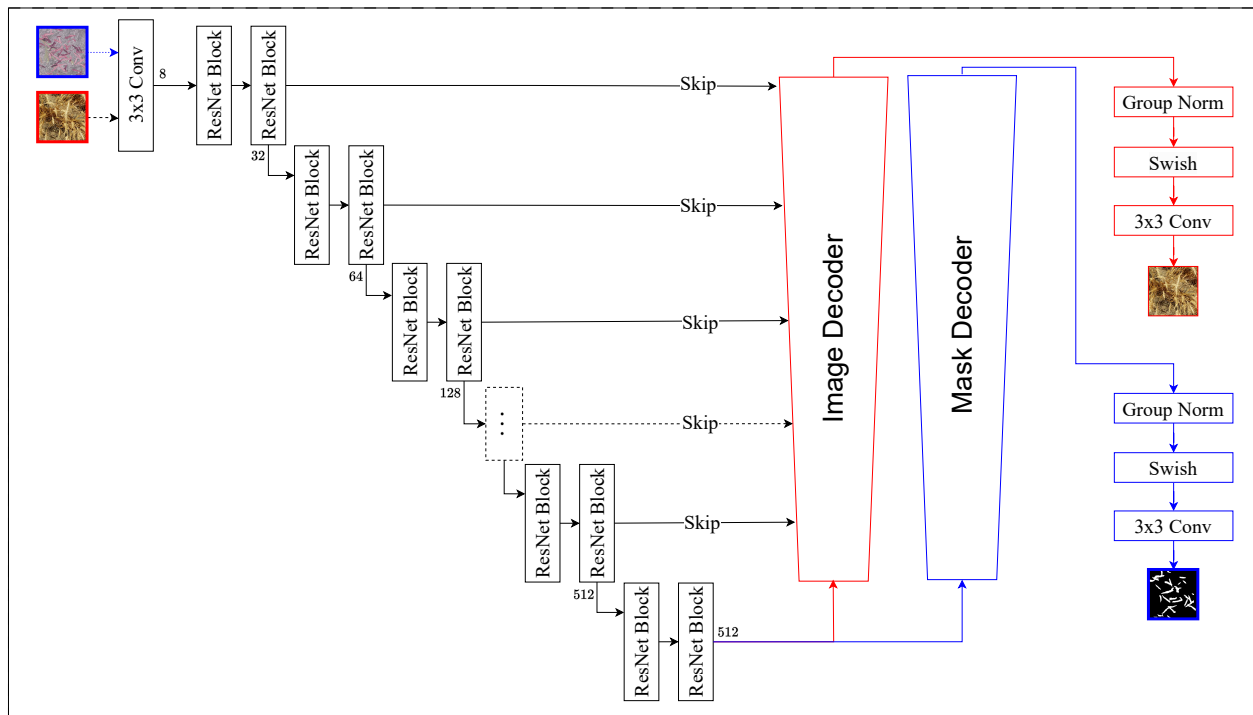 3x3 Conv
8
ResNet Block
ResNet Block
32
Skip
ResNet Block
ResNet Block
64
Skip
ResNet Block
ResNet Block
128
Skip
...
Skip
ResNet Block
ResNet Block
512
Skip
ResNet Block
ResNet Block
512
Image Decoder
Mask Decoder
Group Norm
Swish
3x3 Conv
Group Norm
Swish
3x3 Conv